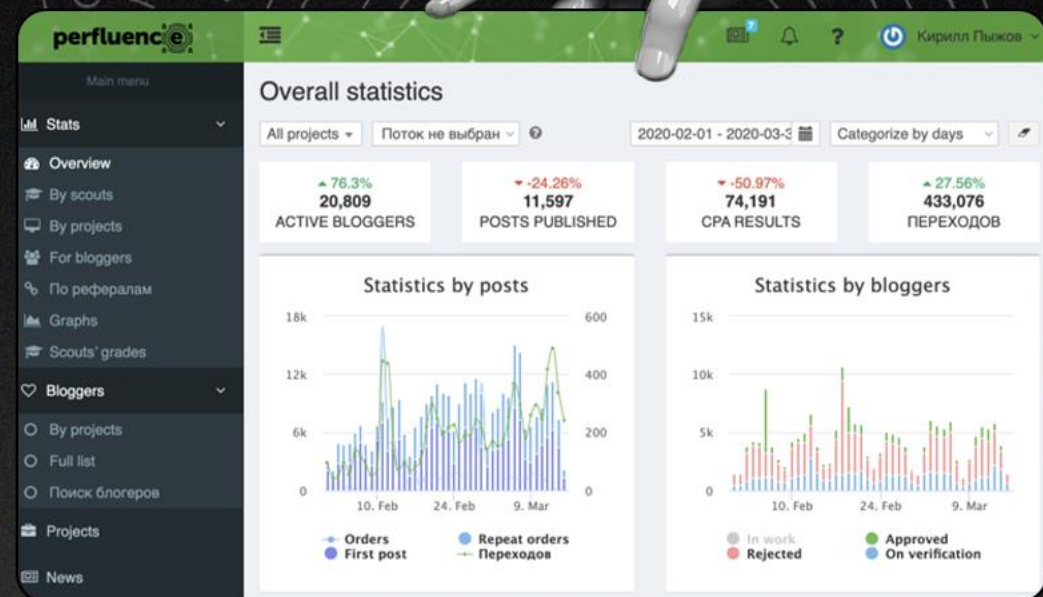 perfluenc e
7
?
Кирилл Пыжов
Main menu
Stats
Overview
By scouts
By projects
For bloggers
По рефералам
Graphs
Scouts' grades
Bloggers
By projects
Full list
Поиск блогеров
Projects
News
Overall statistics
All projects
Поток не выбран
?
2020-02-01 - 2020-03-3
Categorize by days
76.3%
20,809
ACTIVE BLOGGERS
-24.26%
11,597
POSTS PUBLISHED
-50.97%
74,191
CPA RESULTS
27.56%
433,076
ПЕРЕХОДОВ
Statistics by posts
18k 600
12k 400
6k 200
0 0
10. Feb 24. Feb 9. Mar
Orders Repeat orders
First post Переходов
Statistics by bloggers
15k
10k
5k
0
10. Feb 24. Feb 9. Mar
In work Approved
Rejected On verification